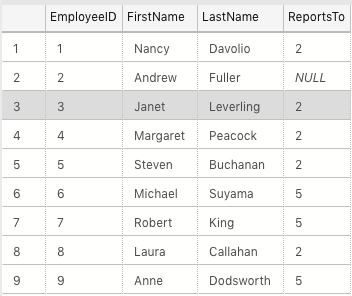 EmployeeID FirstName LastName ReportsTo
1 1 Nancy Davolio 2
2 2 Andrew Fuller NULL
3 3 Janet Leverling 2
4 4 Margaret Peacock 2
5 5 Steven Buchanan 2
6 6 Michael Suyama 5
7 7 Robert King 5
8 8 Laura Callahan 2
9 9 Anne Dodsworth 5